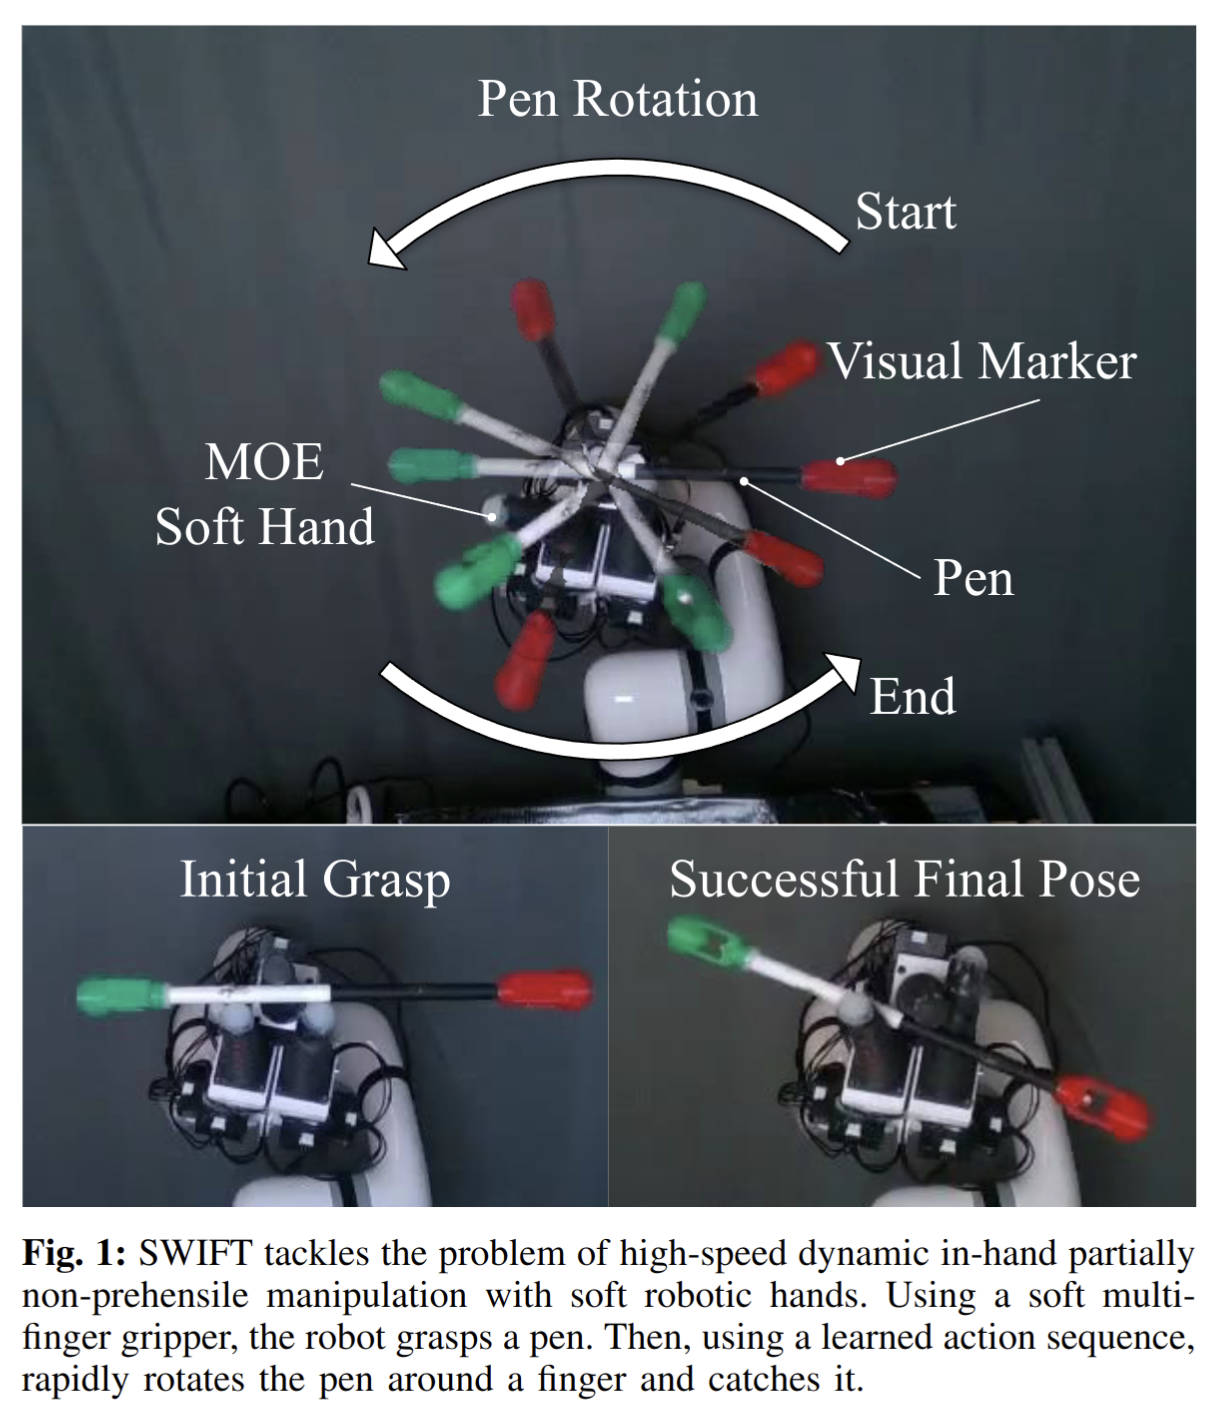 Pen Rotation
Start
Visual Marker
MOE
Soft Hand
Pen
End
Initial Grasp
Successful Final Pose
Fig. 1: SWIFT tackles the problem of high-speed dynamic in-hand partially
non-prehensile manipulation with soft robotic hands. Using a soft multi-
finger gripper, the robot grasps a pen. Then, using a learned action sequence,
rapidly rotates the pen around a finger and catches it.